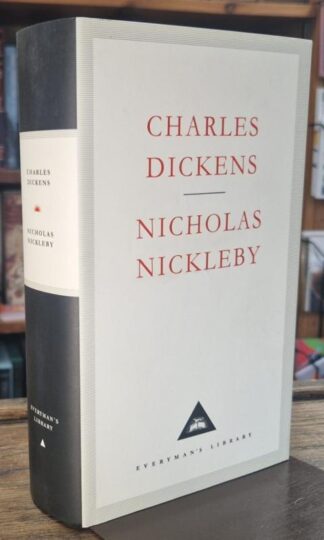 CHARLES
DICKENS
NICHOLAS
NICKLEBY
EVERYMAN'S
LIBRARY
CHARLES
DICKENS
NICHOLAS
NICKLEBY
EVERYMAN'S LIBRARY